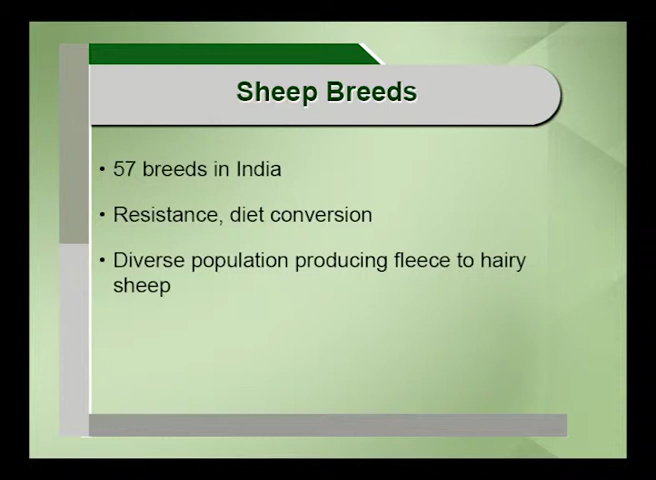 Sheep Breeds
• 57 breeds in India
• Resistance, diet conversion
• Diverse population producing fleece to hairy
sheep